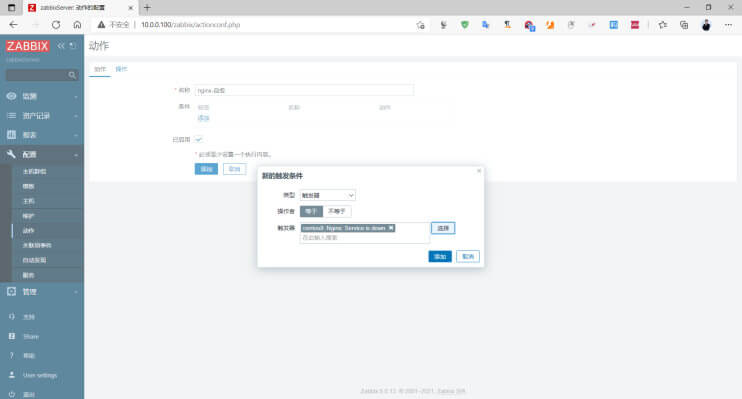 zabbixServer: 动作的配置
不安全 | 10.0.0.100/zabbix/actionconf.php
ZABBIX
zabbixServer
监测
资产记录
报表
配置
主机群组
模板
主机
维护
动作
关联项事件
自动发现
服务
管理
支持
Share
帮助
User settings
退出
动作
动作 操作
* 名称 nginx.自愈
条件 标签 名称 动作
添加
已启用
* 必须至少设置一个执行内容。
添加 取消
新的触发条件
类型 触发器
操作者 等于 不等于
触发器 centos8: Nginx: Service is down 选择
在此输入搜索
添加 取消
Zabbix 5.0.17. © 2001–2021, Zabbix SIA